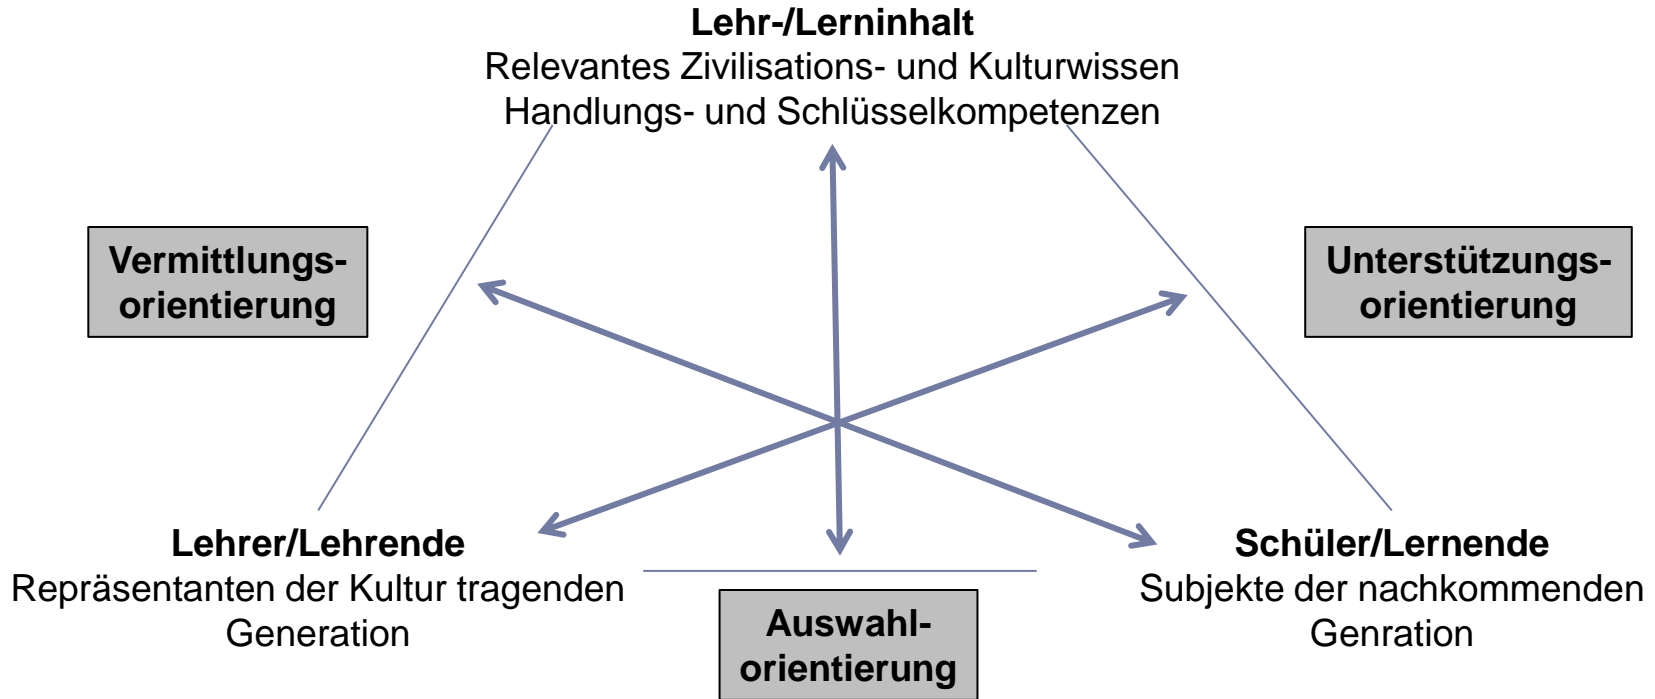 Lehr-/Lerninhalt
Relevantes Zivilisations- und Kulturwissen
Handlungs- und Schlüsselkompetenzen
Vermittlungs-
orientierung
Unterstützungs-
orientierung
Lehrer/Lehrende
Repräsentanten der Kultur tragenden
Generation
Schüler/Lernende
Subjekte der nachkommenden
Genration
Auswahl-
orientierung